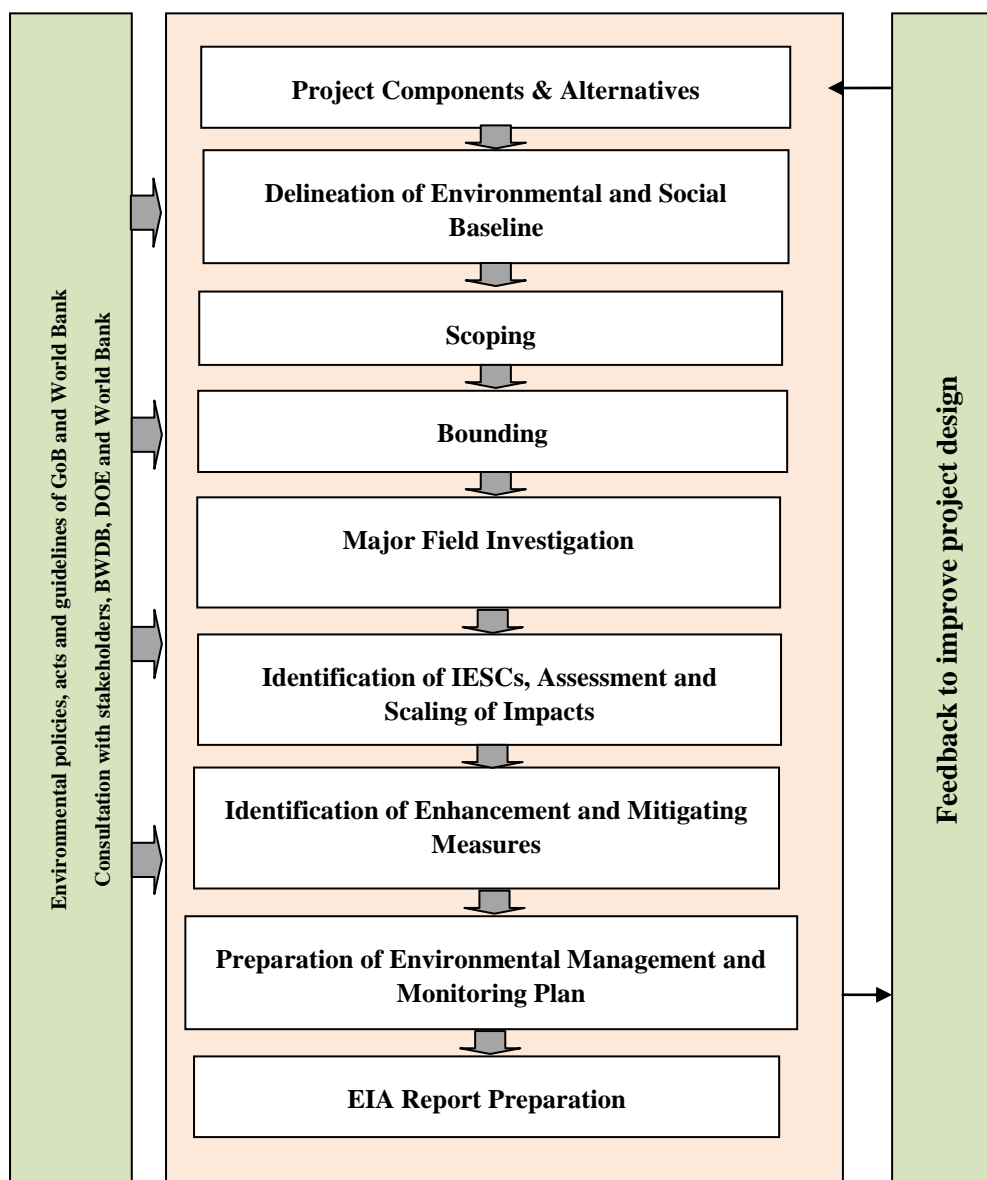 Environmental policies, acts and guidelines of GoB and World Bank
Consultation with stakeholders, BWDB, DOE and World Bank
Project Components & Alternatives
Delineation of Environmental and Social
Baseline
Scoping
Bounding
Major Field Investigation
Identification of IESCs, Assessment and
Scaling of Impacts
Identification of Enhancement and Mitigating
Measures
Preparation of Environmental Management and
Monitoring Plan
EIA Report Preparation
Feedback to improve project design